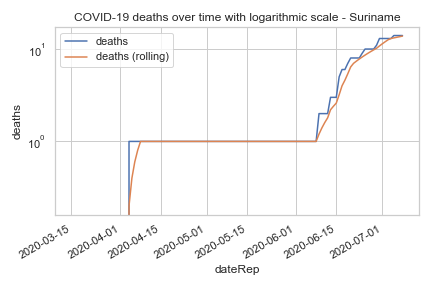 COVID-19 deaths over time with logarithmic scale - Suriname
deaths
deaths (rolling)
10¹
10⁰
deaths
2020-03-15
2020-04-01
2020-04-15
2020-05-01
2020-05-15
2020-06-01
2020-06-15
2020-07-01
dateRep